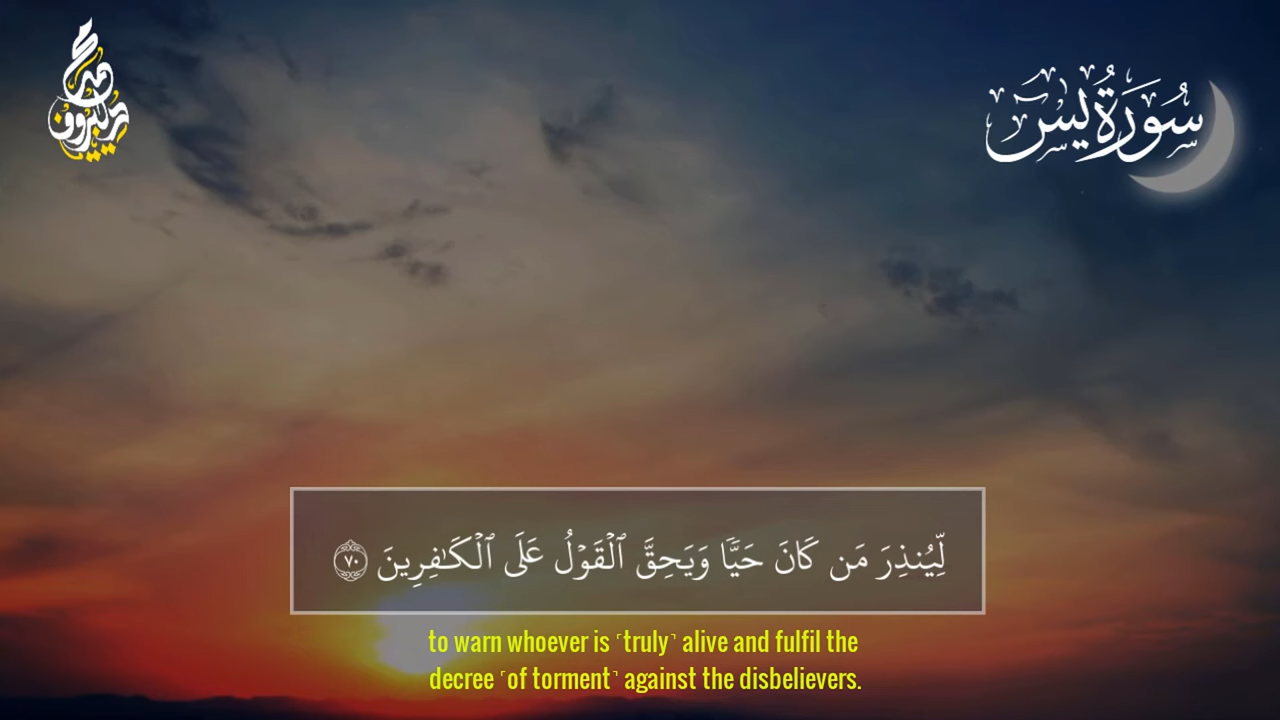 سُورَةُ يسٓ
لِّيُنذِرَ مَن كَانَ حَيًّا وَيَحِقَّ ٱلْقَوْلُ عَلَى ٱلْكَـٰفِرِينَ ٧٠
to warn whoever is ˹truly˺ alive and fulfil the
decree ˹of torment˺ against the disbelievers.